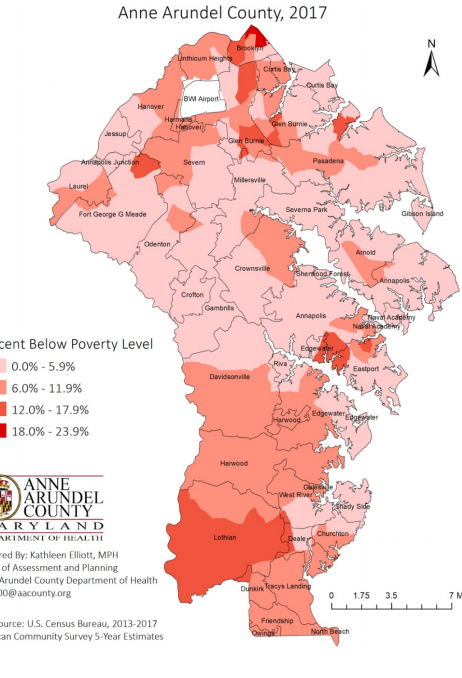 Anne Arundel County, 2017
N
Brooklyn
Linthicum Heights
Curtis Bay
Curtis Bay
BWI Airport
Hanover
Harmans
Hanover
Glen Burnie
Jessup
Glen Burnie
Annapolis Junction
Severn
Pasadena
Millersville
Laurel
Fort George G Meade
Severna Park
Gibson Island
Odenton
Arnold
Crownsville
Sherwood Forest
Annapolis
Crofton
Gambrills
Annapolis
Naval Academy
Naval Academy
Edgewater
cent Below Poverty Level
Riva
Eastport
0.0% - 5.9%
Davidsonville
6.0% - 11.9%
12.0% - 17.9%
Edgewater
Edgewater
Harwood
18.0% - 23.9%
Harwood
ANNE
ARUNDEL
COUNTY
MARYLAND
DEPARTMENT OF HEALTH
Galesville
West River
Shady Side
Lothian
Deale
Churchton
red By: Kathleen Elliott, MPH
of Assessment and Planning
Arundel County Department of Health
00@aacounty.org
Dunkirk
Tracys Landing
0 1.75 3.5 7 M
Friendship
ource: U.S. Census Bureau, 2013-2017
can Community Survey 5-Year Estimates
Owings
North Beach